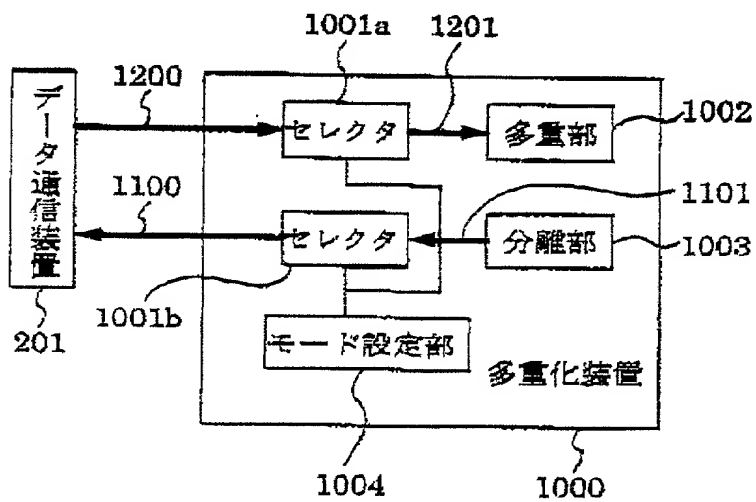 1001a
1201
1200
1002
データ通信装置
セレクタ
多重部
1100
1101
セレクタ
分離部
1003
1001b
201
モード設定部
多重化装置
1004
1000